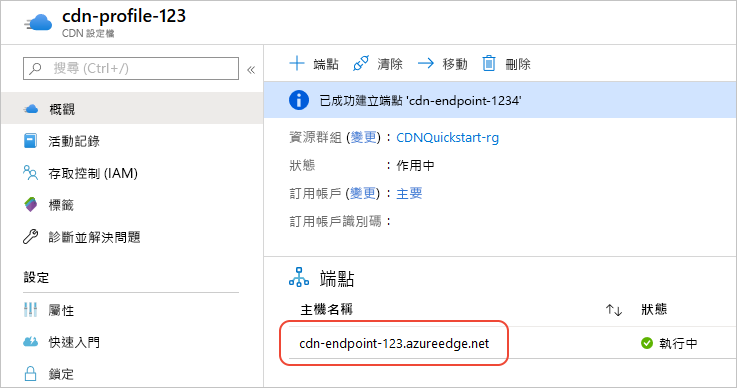 cdn-profile-123
CDN 設定檔
搜尋 (Ctrl+/)
«
概觀
活動記錄
存取控制 (IAM)
標籤
診斷並解決問題
設定
屬性
快速入門
鎖定
端點 清除 移動 刪除
已成功建立端點 'cdn-endpoint-1234'
資源群組 (變更)：CDNQuickstart-rg
狀態 ：作用中
訂用帳戶 (變更)：主要
訂用帳戶識別碼：
端點
主機名稱 ↑↓ 狀態
cdn-endpoint-123.azureedge.net 執行中